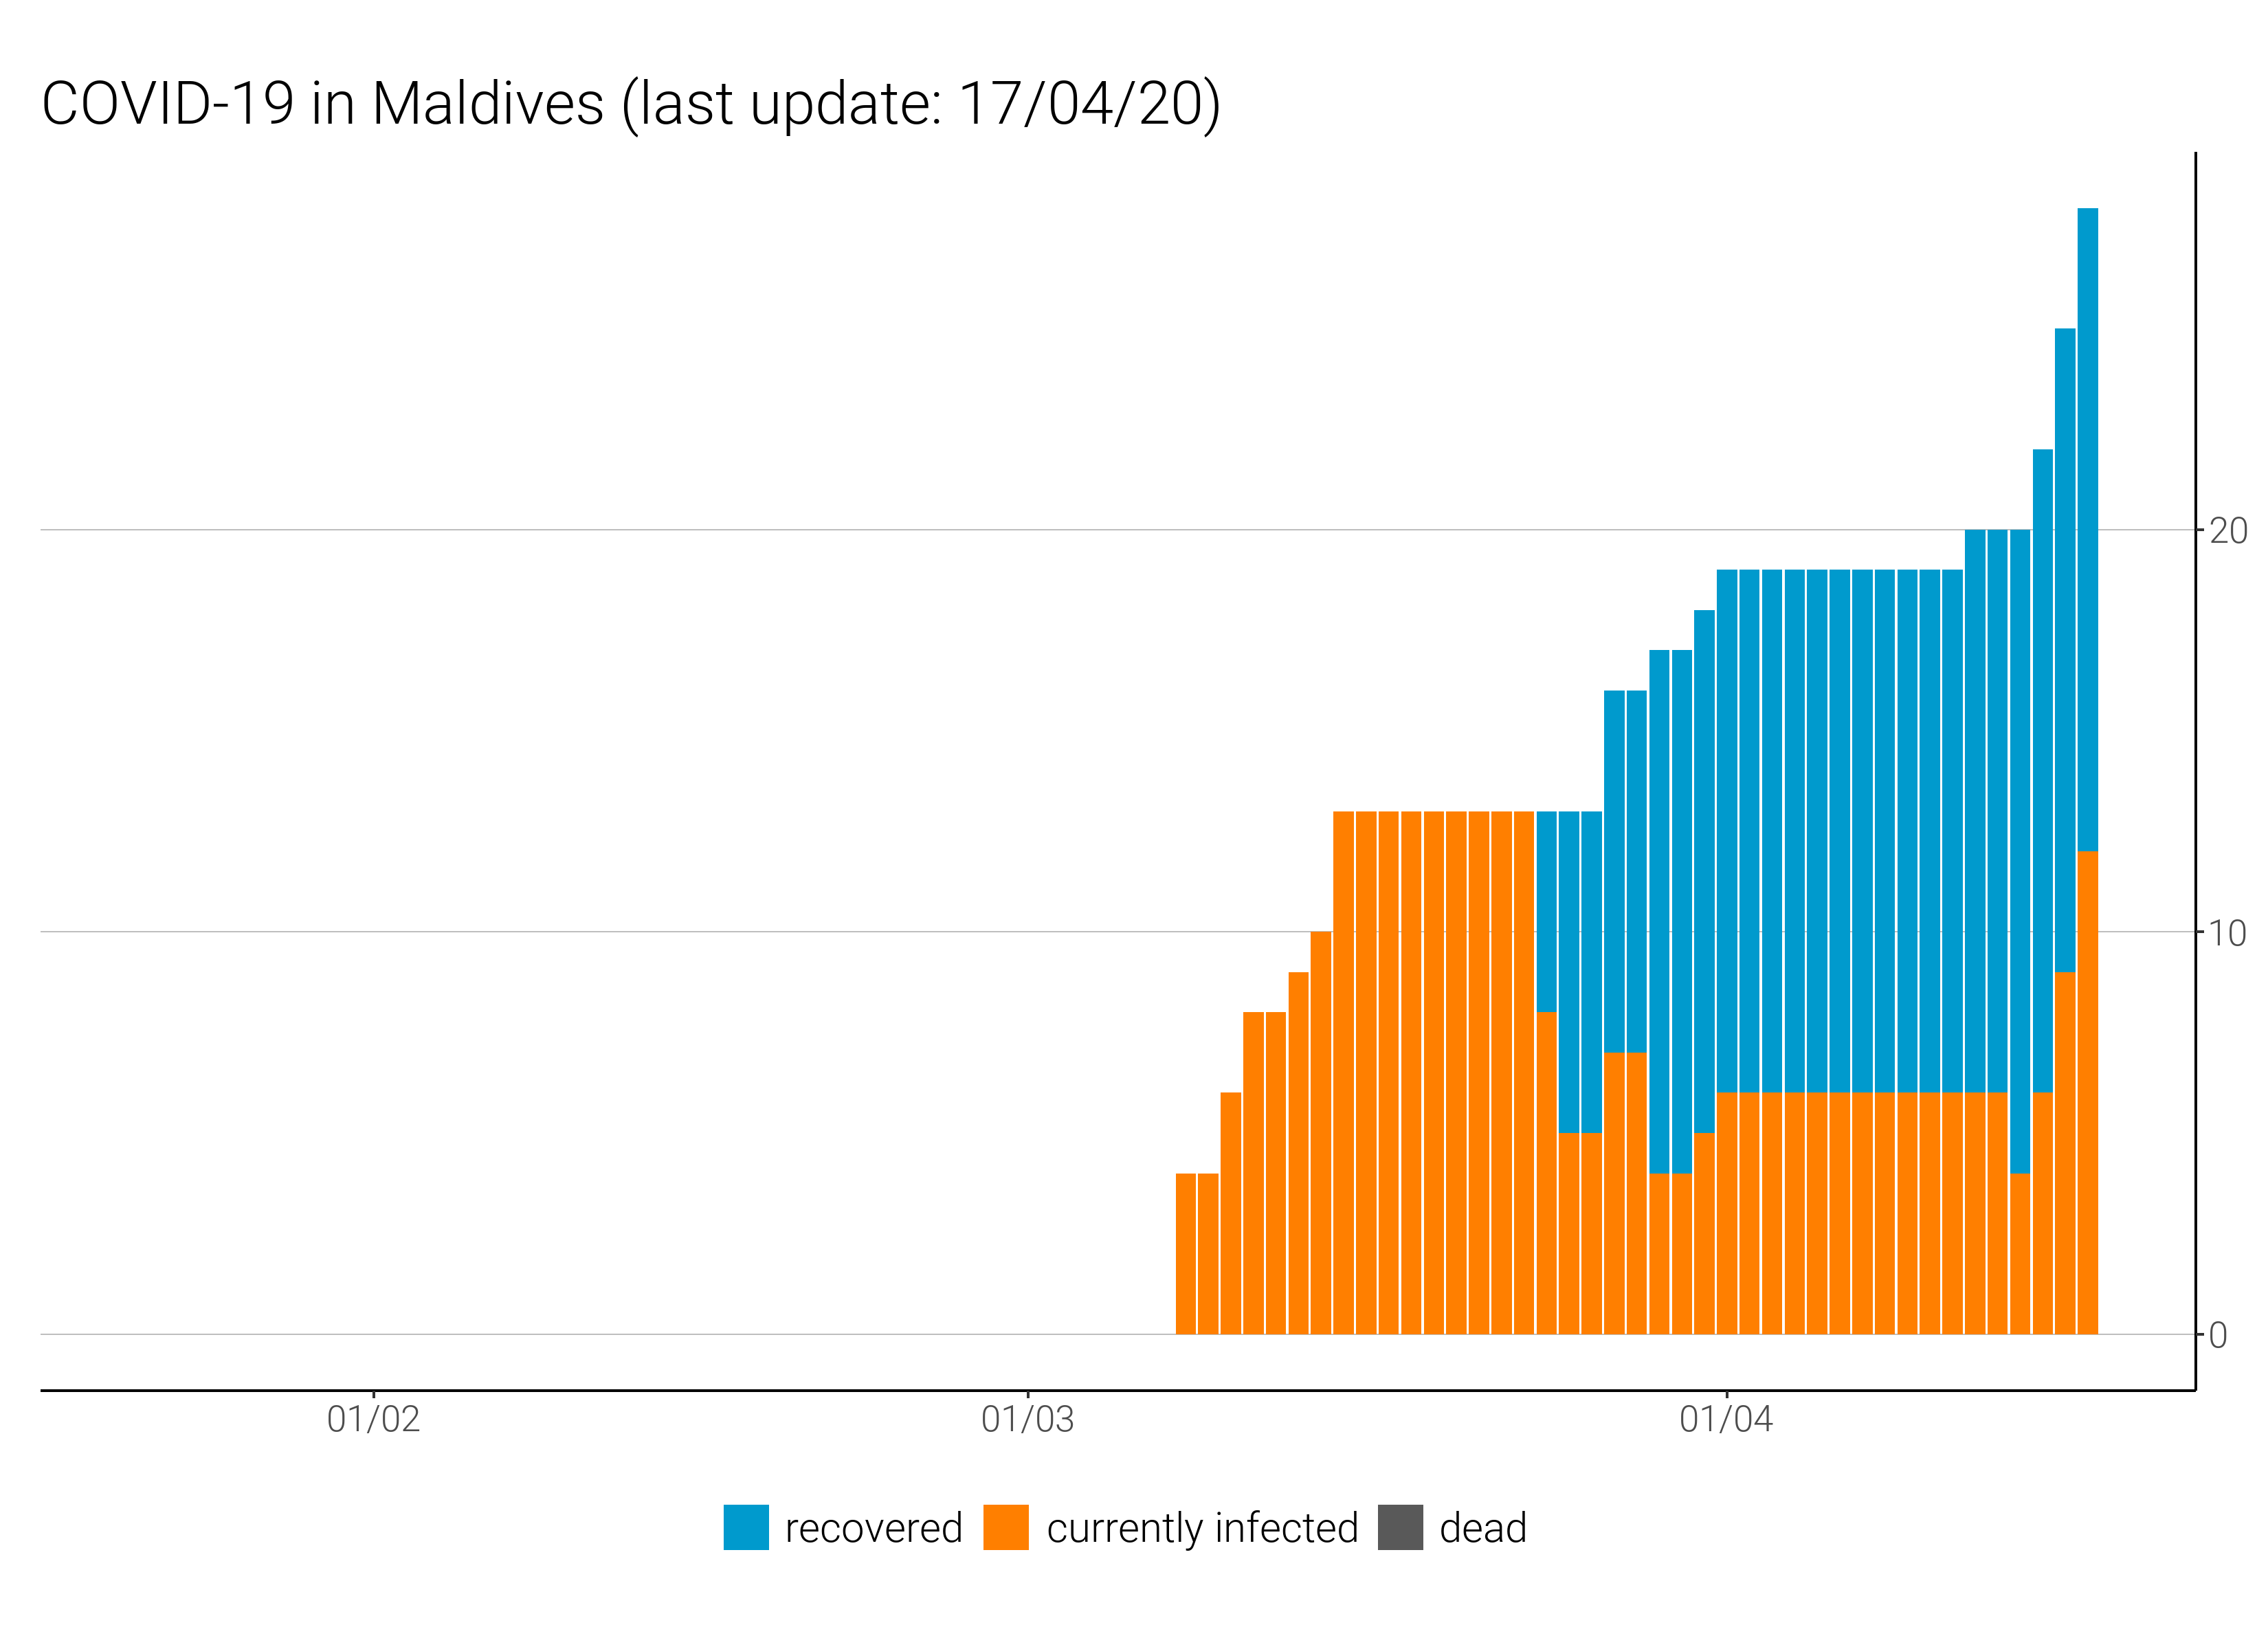 COVID-19 in Maldives (last update: 17/04/20)
20
10
0
01/02 01/03 01/04
recovered currently infected dead